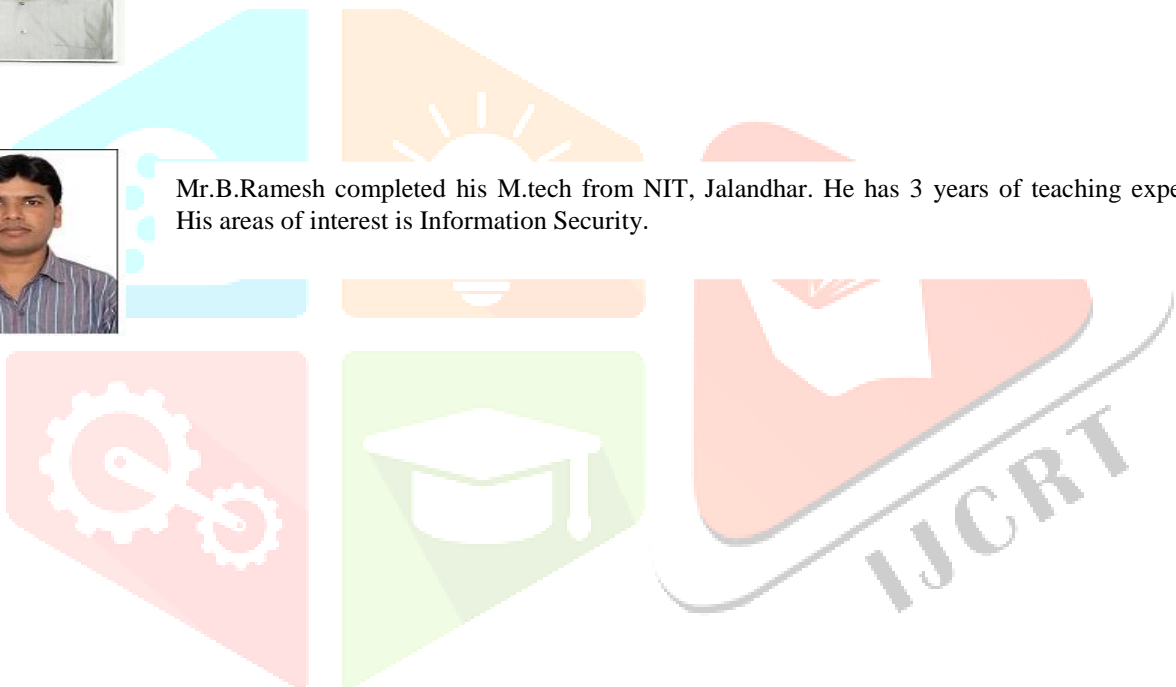 Mr.B.Ramesh completed his M.tech from NIT, Jalandhar. He has 3 years of teaching
His areas of interest is Information Security.
IJCRT